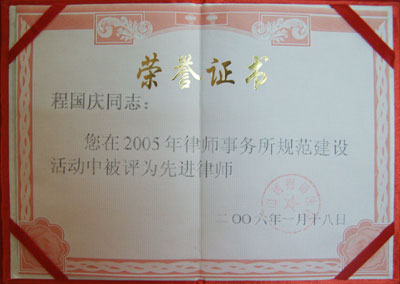 荣誉证书
程国庆同志：
您在2005年律师事务所规范建设
活动中被评为先进律师
二OO六年一月十八日